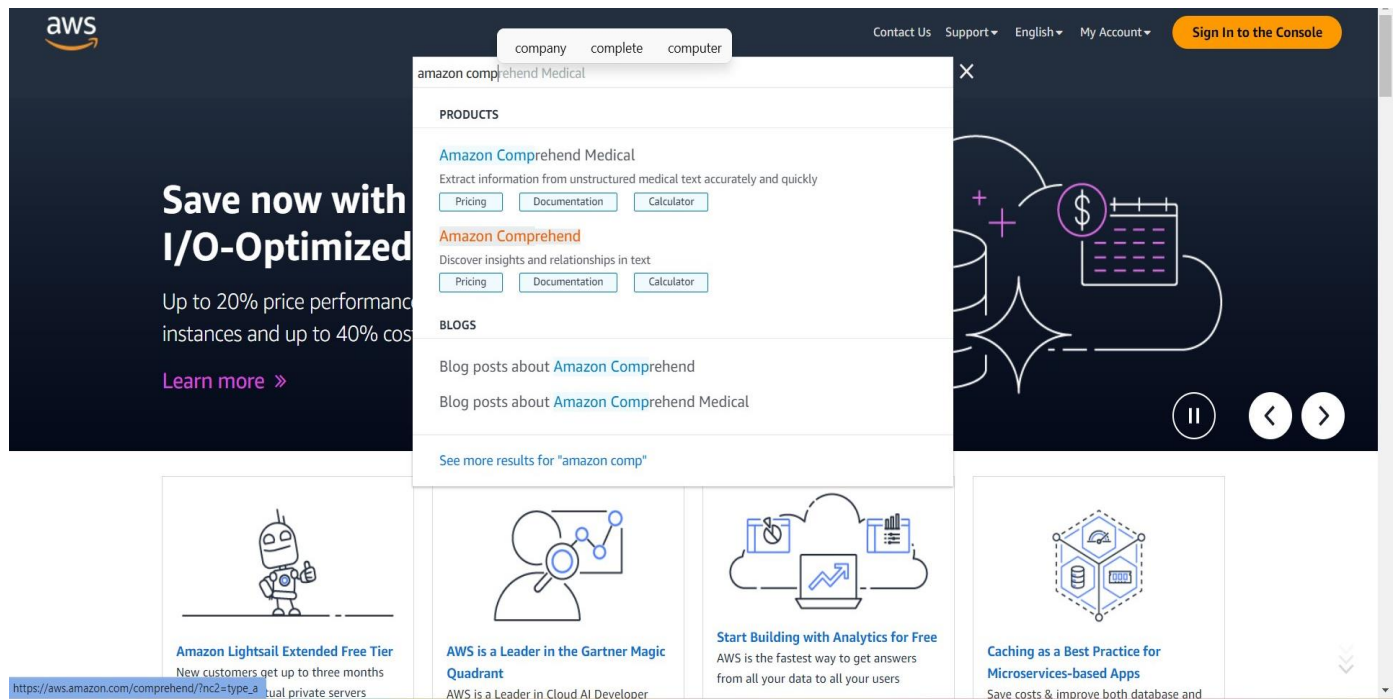 aws
Contact Us Support English My Account Sign In to the Console
company complete computer
amazon comprehend Medical
PRODUCTS
Amazon Comprehend Medical
Extract information from unstructured medical text accurately and quickly
Pricing Documentation Calculator
Amazon Comprehend
Discover insights and relationships in text
Pricing Documentation Calculator
BLOGS
Blog posts about Amazon Comprehend
Blog posts about Amazon Comprehend Medical
See more results for "amazon comp"
Save now with
I/O-Optimized
Up to 20% price performanc
instances and up to 40% cos
Learn more »
Amazon Lightsail Extended Free Tier
New customers get up to three months
tual private servers
AWS is a Leader in the Gartner Magic
Quadrant
AWS is a Leader in Cloud AI Developer
Start Building with Analytics for Free
AWS is the fastest way to get answers
from all your data to all your users
Caching as a Best Practice for
Microservices-based Apps
Save costs & improve both database and
https://aws.amazon.com/comprehend/?nc2=type_a